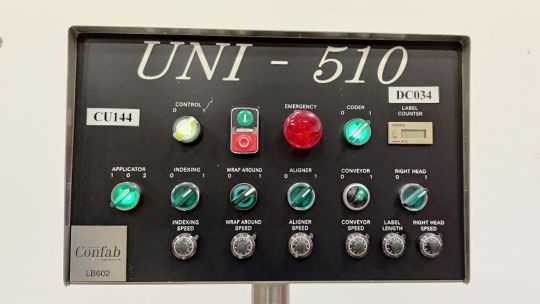 UNI - 510
DC034
CU144
CONTROL
0
EMERGENCY
CODER
0 1
LABEL
COUNTER
I
O
APPLICATOR
1 0 2
INDEXING
0 1
WRAP AROUND
0 1
ALIGNER
0 1
CONVEYOR
0 1
RIGHT HEAD
0 1
INDEXING
SPEED
WRAP AROUND
SPEED
ALIGNER
SPEED
CONVEYOR
SPEED
LABEL
LENGTH
RIGHT HEAD
SPEED
Confab
LB602